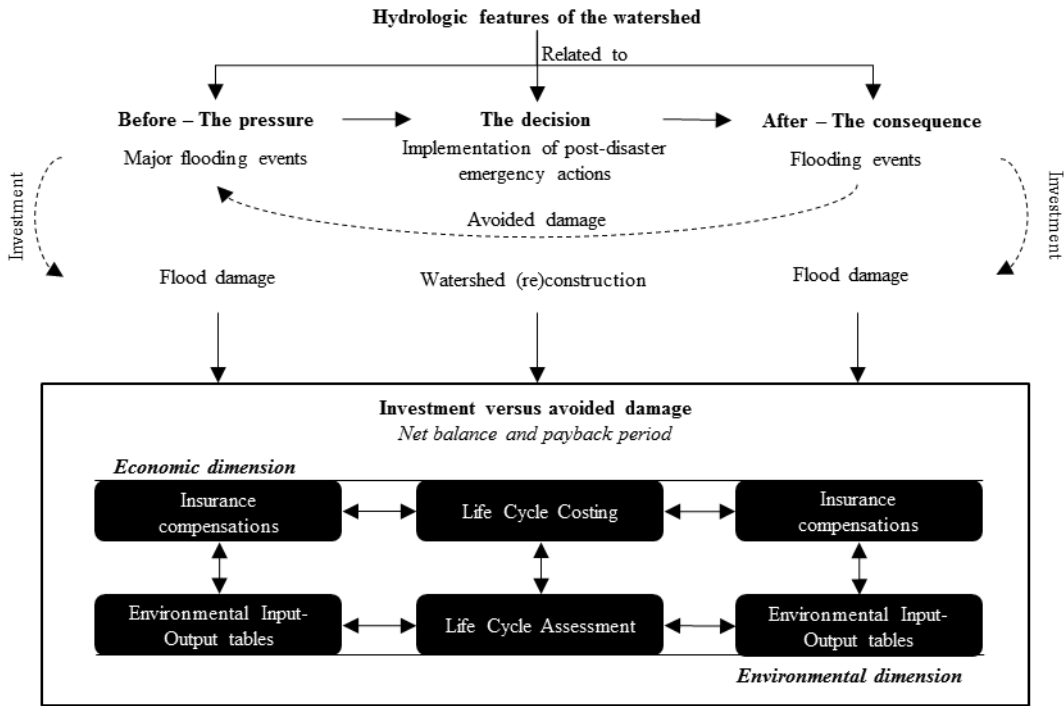 Hydrologic features of the watershed
Related to
Before – The pressure
Major flooding events
The decision
Implementation of post-disaster
emergency actions
After – The consequence
Flooding events
Investment
Avoided damage
Investment
Flood damage
Watershed (re)construction
Flood damage
Investment versus avoided damage
Net balance and payback period
Economic dimension
Insurance
compensations
Life Cycle Costing
Insurance
compensations
Environmental Input-
Output tables
Life Cycle Assessment
Environmental Input-
Output tables
Environmental dimension